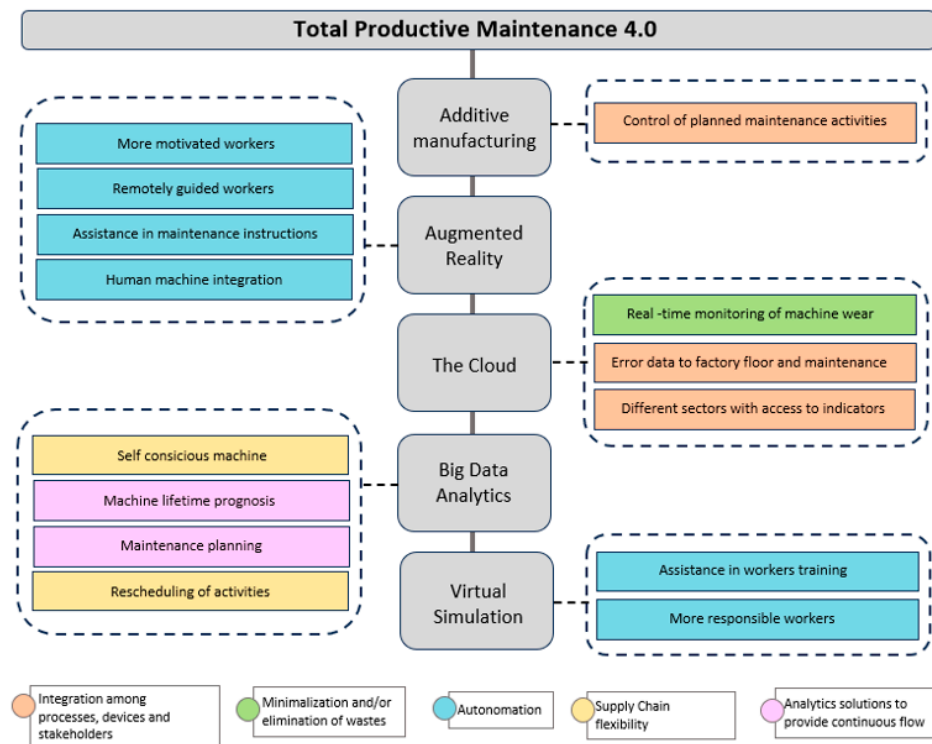 Total Productive Maintenance 4.0
Additive
manufacturing
Control of planned maintenance activities
More motivated workers
Remotely guided workers
Assistance in maintenance instructions
Human machine integration
Augmented
Reality
The Cloud
Real -time monitoring of machine wear
Error data to factory floor and maintenance
Different sectors with access to indicators
Self consicious machine
Machine lifetime prognosis
Maintenance planning
Rescheduling of activities
Big Data
Analytics
Virtual
Simulation
Assistance in workers training
More responsible workers
Integration among
processes, devices and
stakeholders
Minimalization and/or
elimination of wastes
Autonomation
Supply Chain
flexibility
Analytics solutions to
provide continuous flow